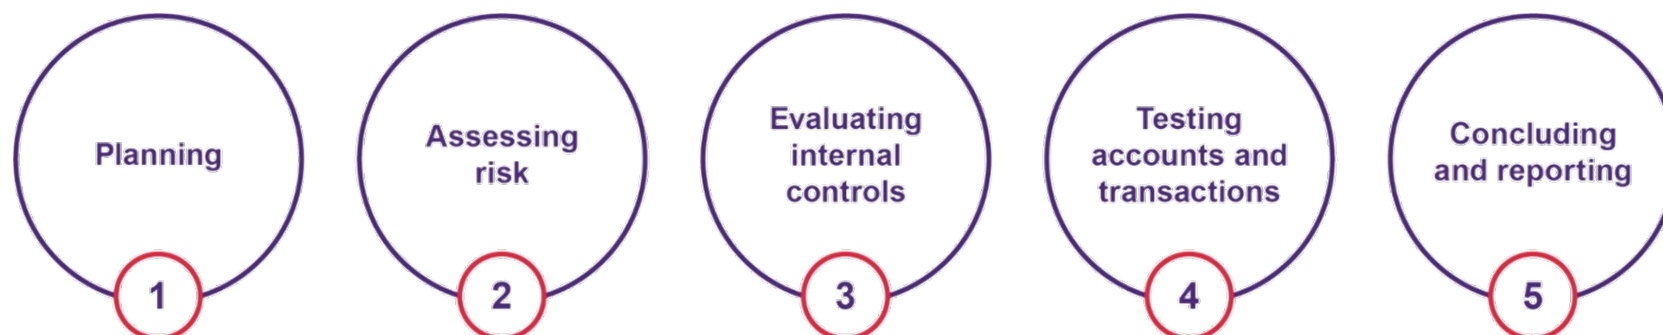 Planning
1
Assessing
risk
2
Evaluating
internal
controls
3
Testing
accounts and
transactions
4
Concluding
and reporting
5